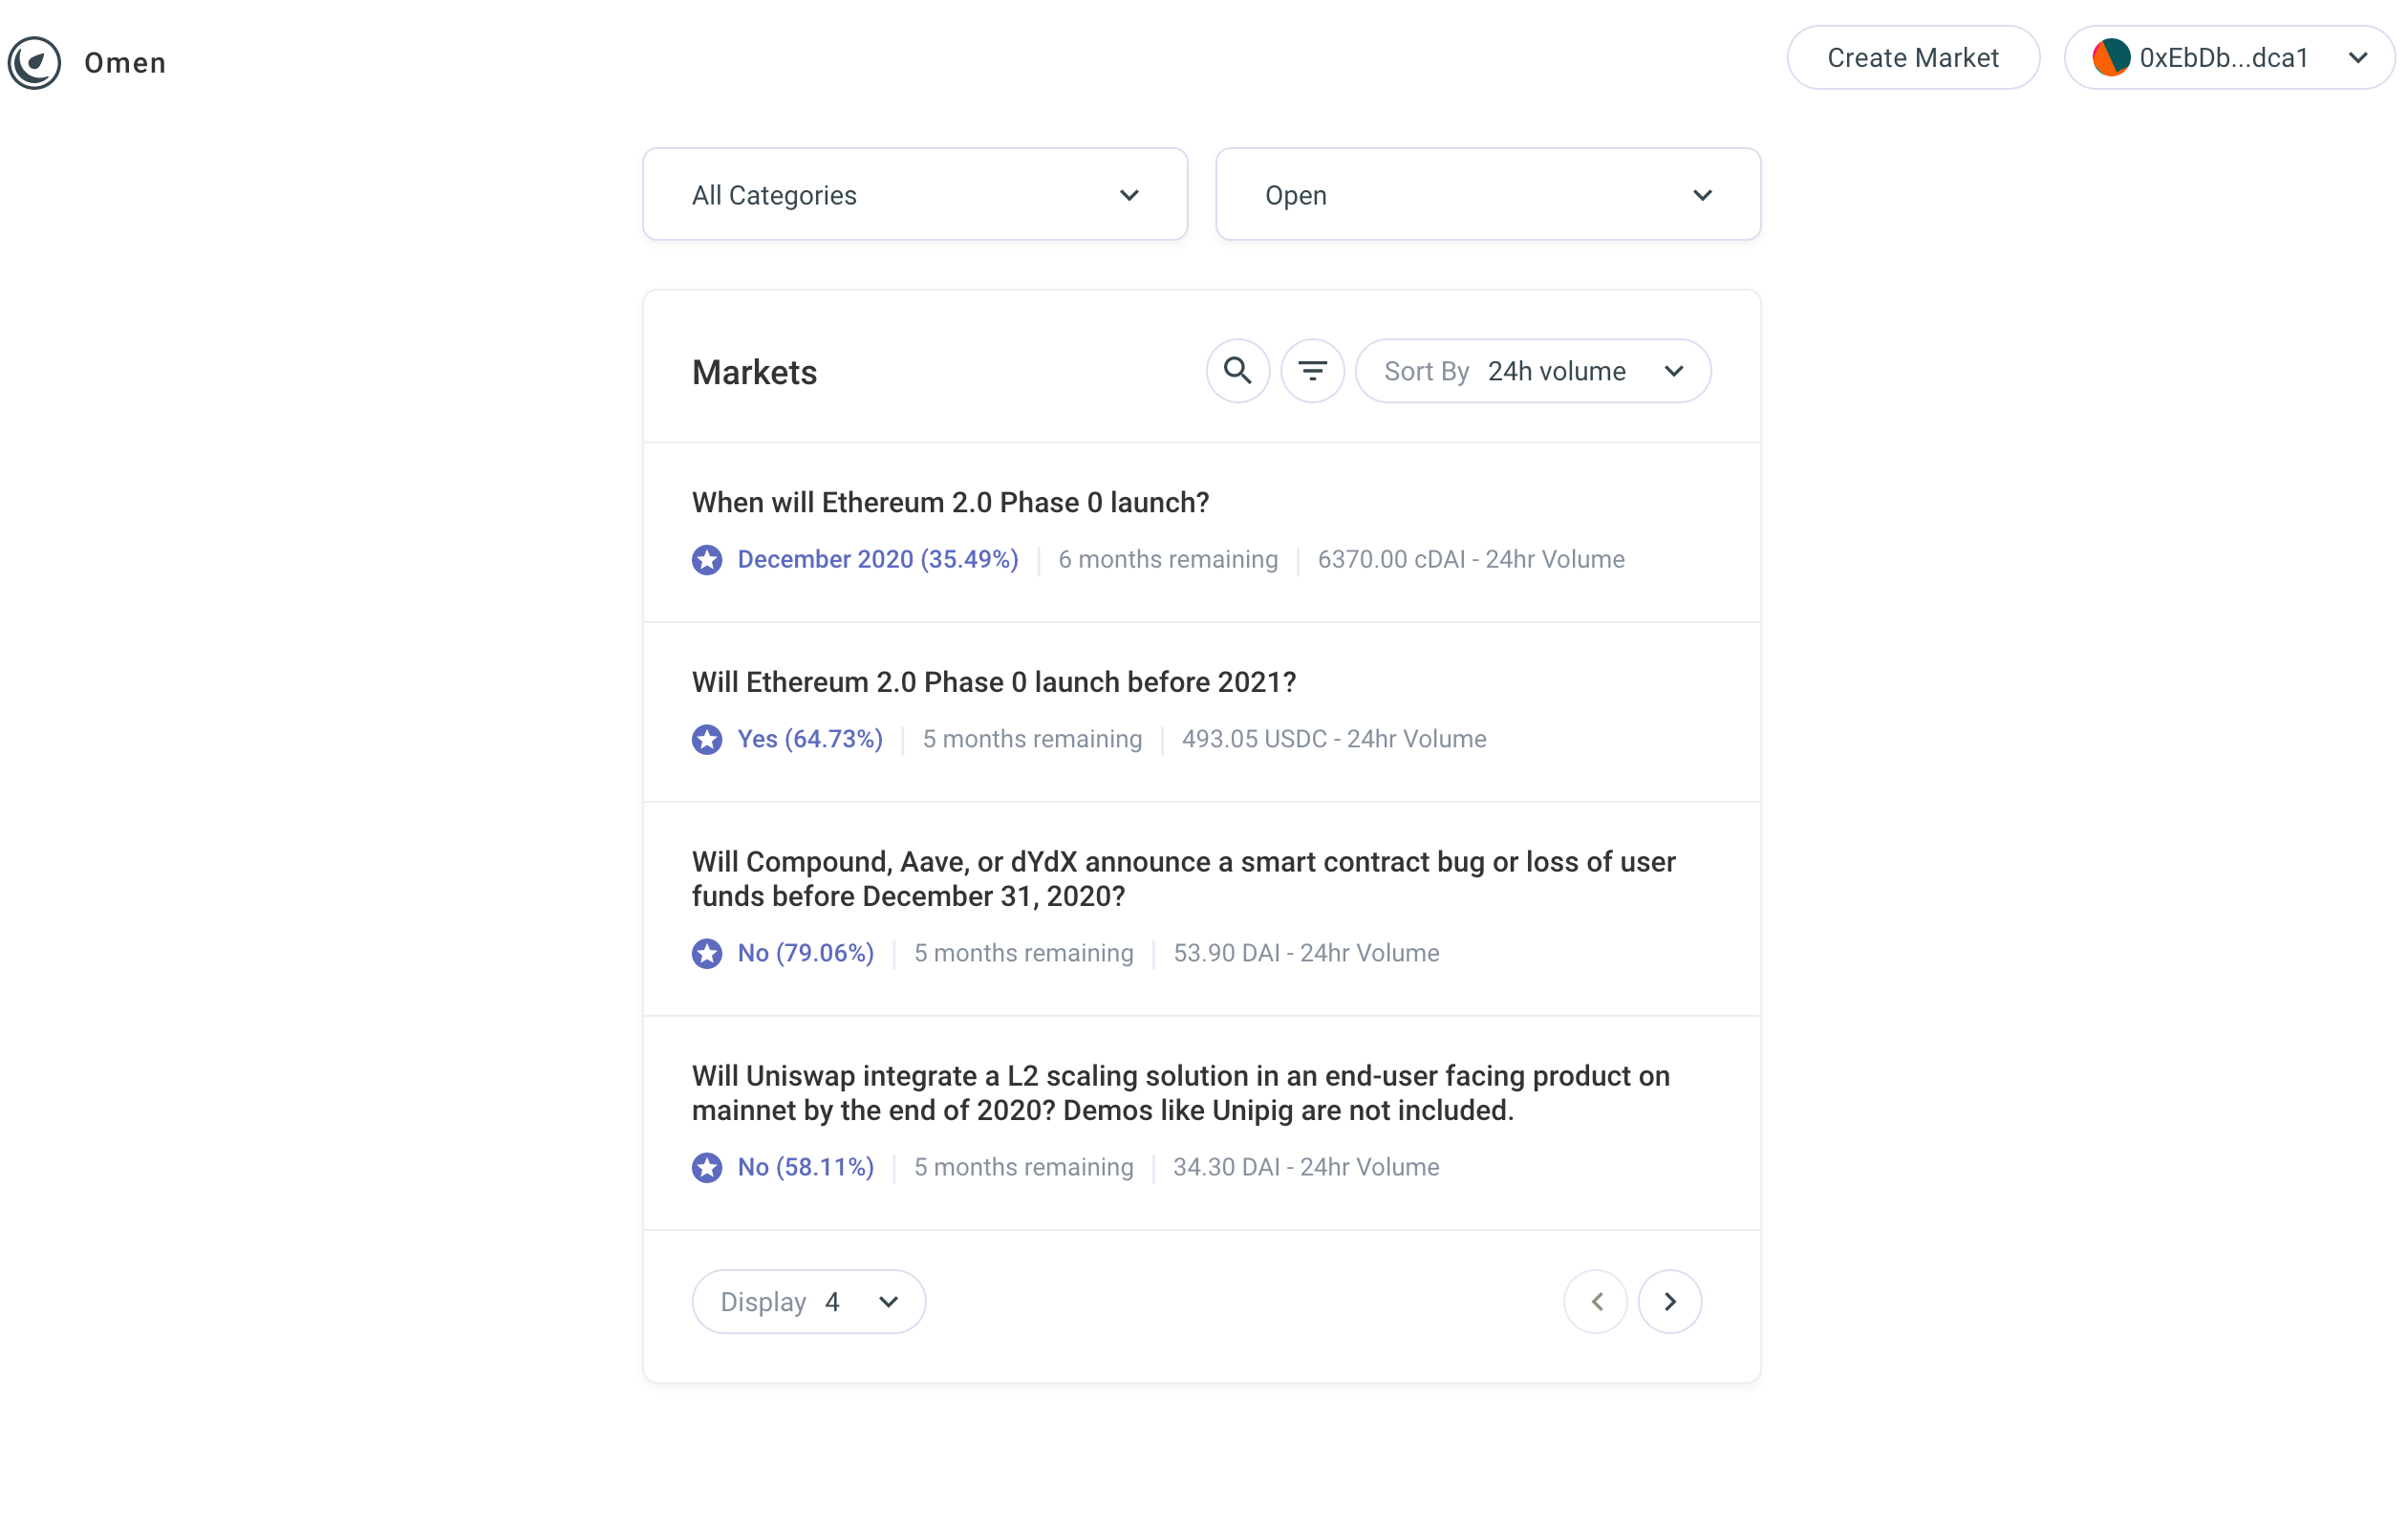 Omen
Create Market
0xEbDb...dca1
All Categories
Open
Markets
Sort By 24h volume
When will Ethereum 2.0 Phase 0 launch?
December 2020 (35.49%) 6 months remaining 6370.00 cDAI - 24hr Volume
Will Ethereum 2.0 Phase 0 launch before 2021?
Yes (64.73%) 5 months remaining 493.05 USDC - 24hr Volume
Will Compound, Aave, or dYdX announce a smart contract bug or loss of user
funds before December 31, 2020?
No (79.06%) 5 months remaining 53.90 DAI - 24hr Volume
Will Uniswap integrate a L2 scaling solution in an end-user facing product on
mainnet by the end of 2020? Demos like Unipig are not included.
No (58.11%) 5 months remaining 34.30 DAI - 24hr Volume
Display 4